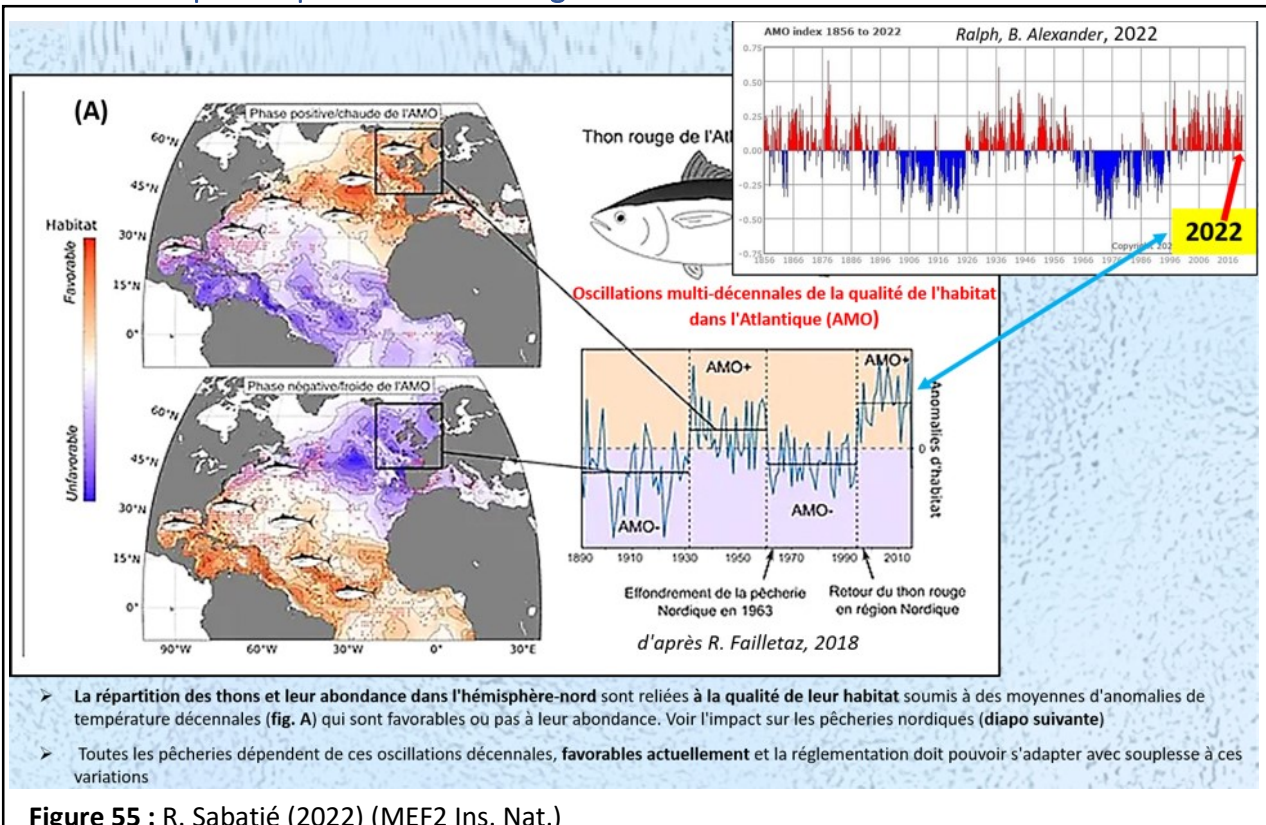 AMO index 1856 to 2022
Ralph, B. Alexander, 2022
0.75
0.50
0.25
0.00
-0.25
-0.50
-0.75
1856 1866 1876 1886 1896 1906 1916 1926 1936 1946 1956 1966 1976 1986 1996 2006 2016
2022
(A)
Phase positive/chaude de l'AMO
60°N
45°N
30°N
15°N
0°
Habitat
Favorable
Unfavorable
Thon rouge de
Oscillations multi-décennales de la qualité de l'habitat
dans l'Atlantique (AMO)
Phase négative/froide de l'AMO
60°N
45°N
30°N
15°N
0°
90°W 60°W 30°W 0° 30°E
AMO+
AMO+
AMO-
AMO-
0
Anomalies d'habitat
1890 1910 1930 1950 1970 1990 2010
Effondrement de la pêcherie
Nordique en 1963
Retour du thon rouge
en région Nordique
d'après R. Failletaz, 2018
➢ La répartition des thons et leur abondance dans l'hémisphère-nord sont reliées à la qualité de leur habitat soumis à des moyennes d'anomalies de
température décennales (fig. A) qui sont favorables ou pas à leur abondance. Voir l'impact sur les pêcheries nordiques (diapo suivante)
➢ Toutes les pêcheries dépendent de ces oscillations décennales, favorables actuellement et la réglementation doit pouvoir s'adapter avec souplesse à ces
variations
Figure 55 : R. Sabatié (2022) (MEF2 Ins. Nat.)